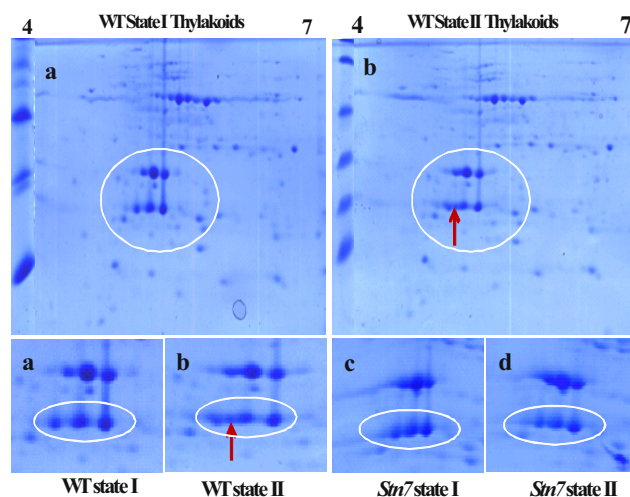 4 WT State I Thylakoids 7 4 WT State II Thylakoids 7
a b
a b c d
WT state I WT state II Stn7 state I Stn7 state II